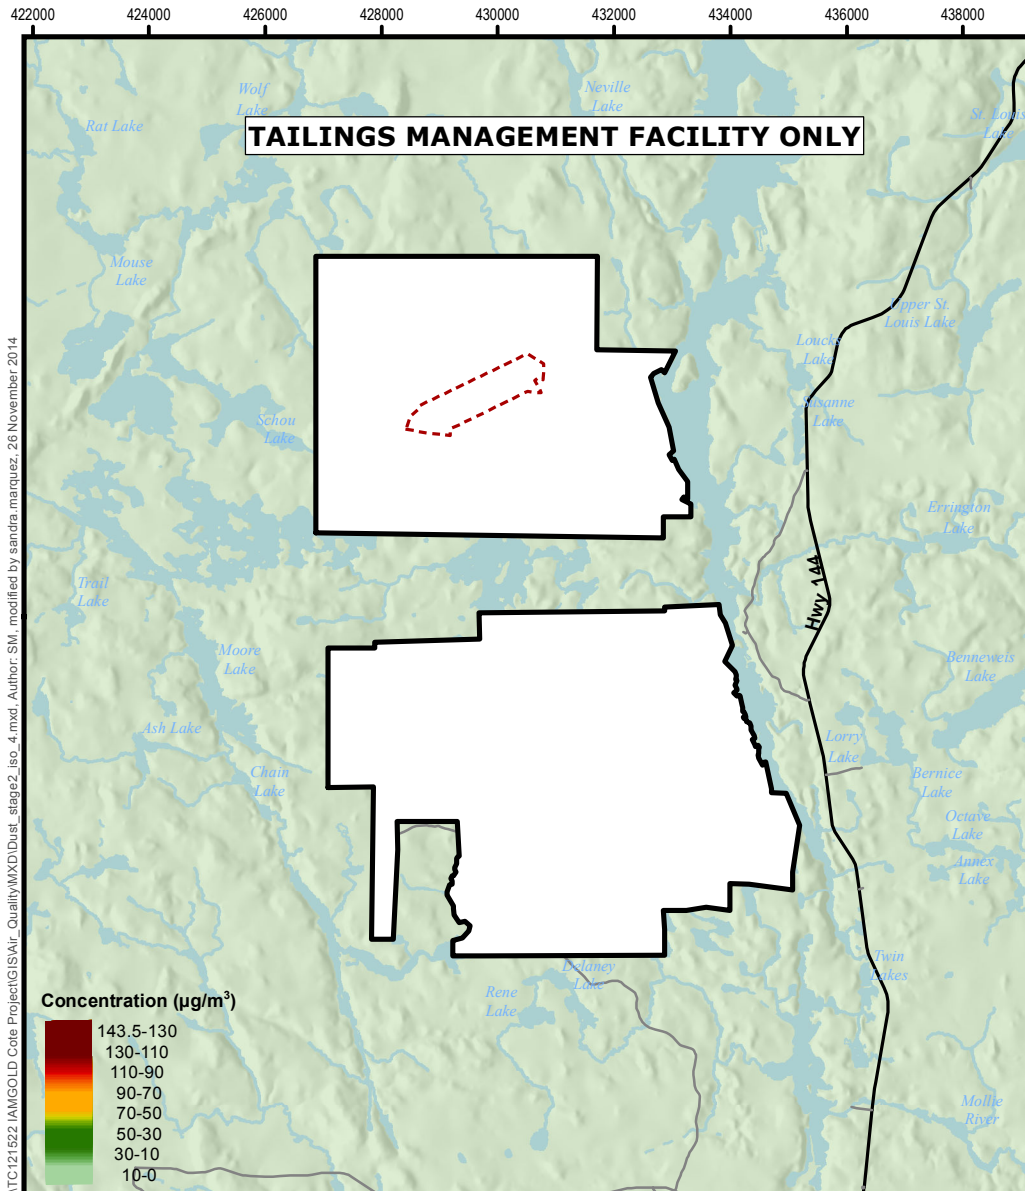 422000 424000 426000 428000 430000 432000 434000 436000 438000
Wolf
Lake
Neville
Lake
Rat Lake
St. Louis
Lake
TAILINGS MANAGEMENT FACILITY ONLY
Mouse
Lake
Upper St.
Louis Lake
Loucks
Lake
Susanne
Lake
Schou
Lake
Errington
Lake
Hwy 144
Trail
Lake
Moore
Lake
Benneweis
Lake
Ash Lake
Lorry
Lake
Chain
Lake
Bernice
Lake
Octave
Lake
Annex
Lake
Twin
Lakes
Delaney
Lake
Rene
Lake
Mollie
River
Concentration (µg/m³)
143.5-130
130-110
110-90
90-70
70-50
50-30
30-10
10-0
\TC121522 IAMGOLD Cote Project\GIS\Air_Quality\MXD\Dust_stage2_iso_4.mxd, Author: SM, modified by sandra.marquez, 26 November 2014